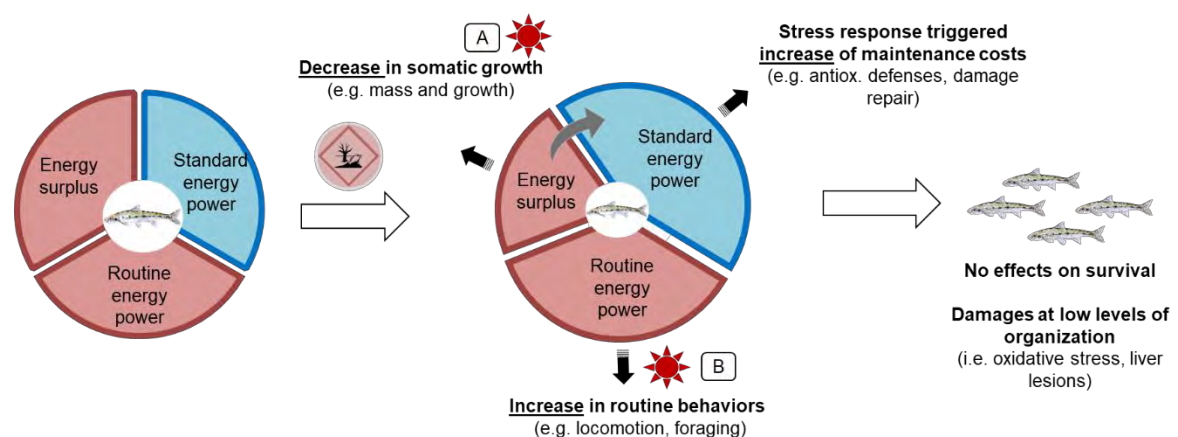 Energy
surplus
Standard
energy
power
Routine
energy
power
A
Decrease in somatic growth
(e.g. mass and growth)
Stress response triggered
increase of maintenance costs
(e.g. antiox. defenses, damage
repair)
Energy
surplus
Standard
energy
power
Routine
energy
power
B
Increase in routine behaviors
(e.g. locomotion, foraging)
No effects on survival
Damages at low levels of
organization
(i.e. oxidative stress, liver
lesions)